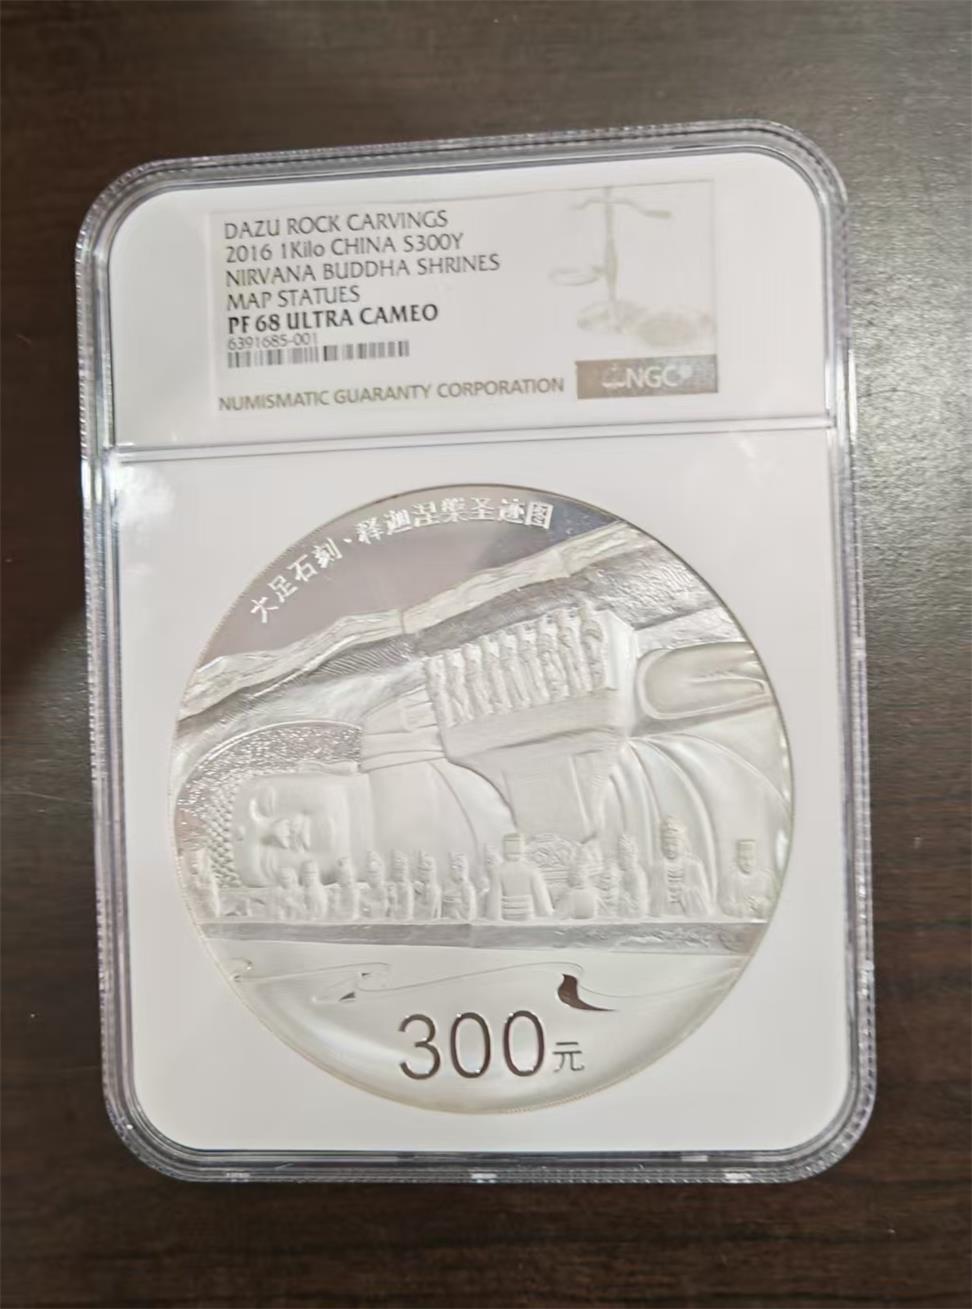 DAZU ROCK CARVINGS
2016 1Kilo CHINA S300Y
NIRVANA BUDDHA SHRINES
MAP STATUES
PF 68 ULTRA CAMEO
6391685-001
NUMISMATIC GUARANTY CORPORATION
NGC
大足石刻·释迦涅槃圣迹图
300元